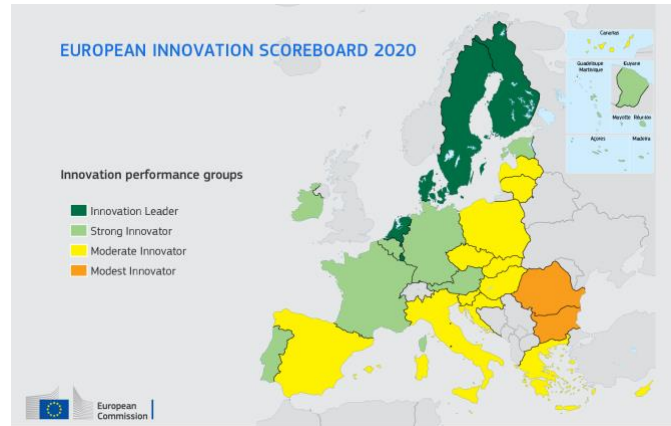 EUROPEAN INNOVATION SCOREBOARD 2020
Canarias
Guadeloupe
Martinique
Guyane
Mayotte Réunion
Açores
Madeira
Innovation performance groups
Innovation Leader
Strong Innovator
Moderate Innovator
Modest Innovator
European
Commission